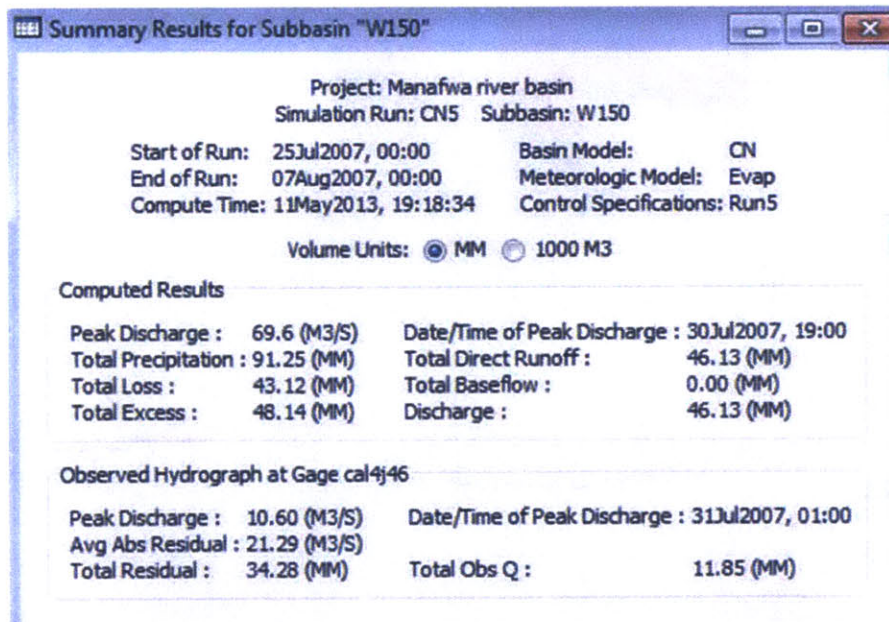 Summary Results for Subbasin "W150"
Project: Manafwa river basin
Simulation Run: CN5 Subbasin: W150
Start of Run: 25Jul2007, 00:00 Basin Model: CN
End of Run: 07Aug2007, 00:00 Meteorologic Model: Evap
Compute Time: 11May2013, 19:18:34 Control Specifications: Run5
Volume Units: MM 1000 M3
Computed Results
Peak Discharge : 69.6 (M3/S) Date/Time of Peak Discharge : 30Jul2007, 19:00
Total Precipitation : 91.25 (MM) Total Direct Runoff : 46.13 (MM)
Total Loss : 43.12 (MM) Total Baseflow : 0.00 (MM)
Total Excess : 48.14 (MM) Discharge : 46.13 (MM)
Observed Hydrograph at Gage cal4j46
Peak Discharge : 10.60 (M3/S) Date/Time of Peak Discharge : 31Jul2007, 01:00
Avg Abs Residual : 21.29 (M3/S)
Total Residual : 34.28 (MM) Total Obs Q : 11.85 (MM)